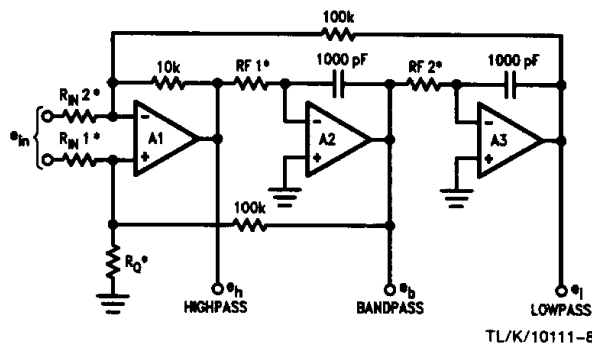 100k
10k
RF 1*
1000 pF
RF 2*
1000 pF
RIN 2*
ein
RIN 1*
−
A1
+
−
A2
+
−
A3
+
100k
RQ*
eh
HIGHPASS
eb
BANDPASS
el
LOWPASS
TL/K/10111-8